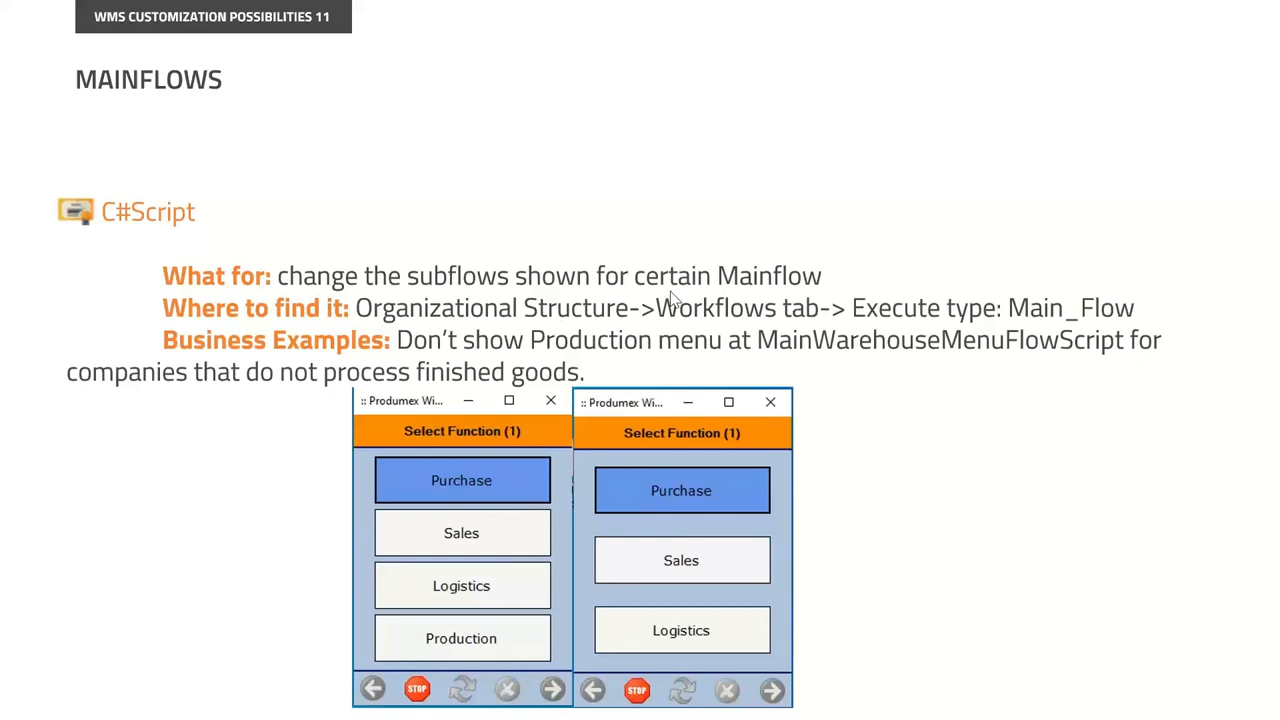 WMS CUSTOMIZATION POSSIBILITIES 11
MAINFLOWS
C#Script
What for: change the subflows shown for certain Mainflow
Where to find it: Organizational Structure->Workflows tab-> Execute type: Main_Flow
Business Examples: Don’t show Production menu at MainWarehouseMenuFlowScript for
companies that do not process finished goods.
:: Produmex Wi...
Select Function (1)
Purchase
Sales
Logistics
Production
STOP
:: Produmex Wi...
Select Function (1)
Purchase
Sales
Logistics
STOP